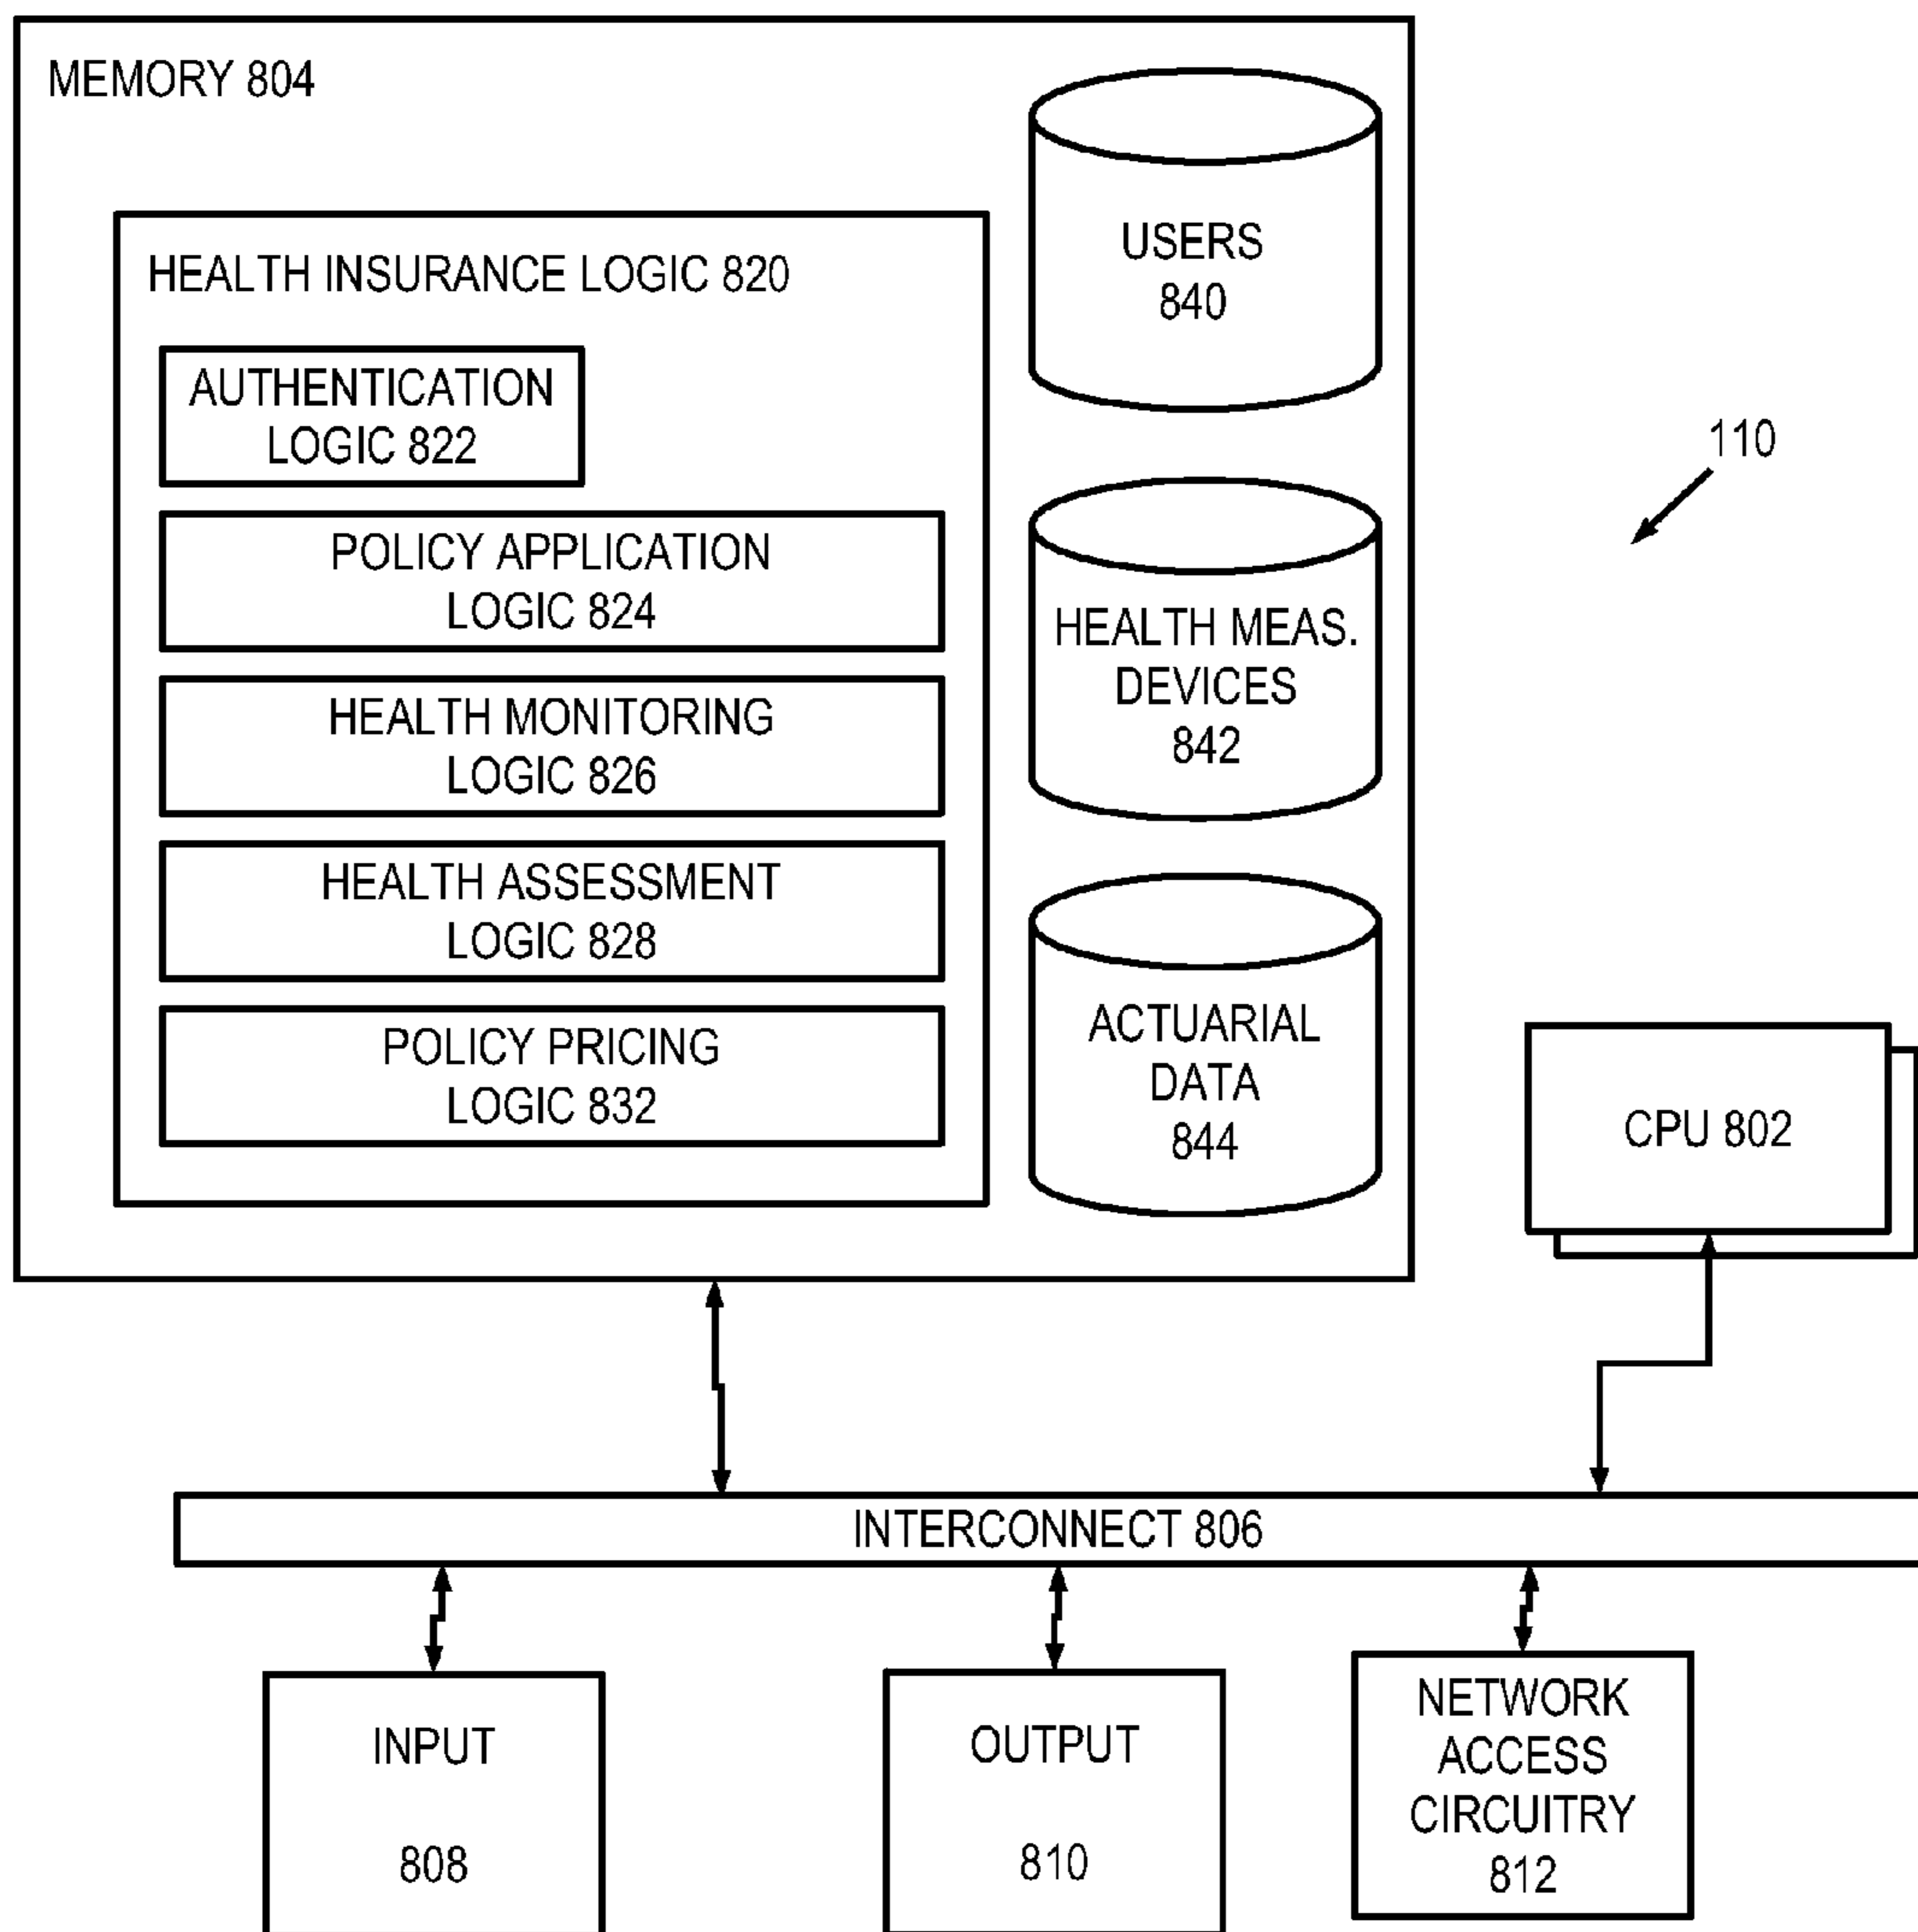 MEMORY 804
HEALTH INSURANCE LOGIC 820
AUTHENTICATION
LOGIC 822
POLICY APPLICATION
LOGIC 824
HEALTH MONITORING
LOGIC 826
HEALTH ASSESSMENT
LOGIC 828
POLICY PRICING
LOGIC 832
USERS
840
HEALTH MEAS.
DEVICES
842
ACTUARIAL
DATA
844
110
CPU 802
INTERCONNECT 806
INPUT
808
OUTPUT
810
NETWORK
ACCESS
CIRCUITRY
812